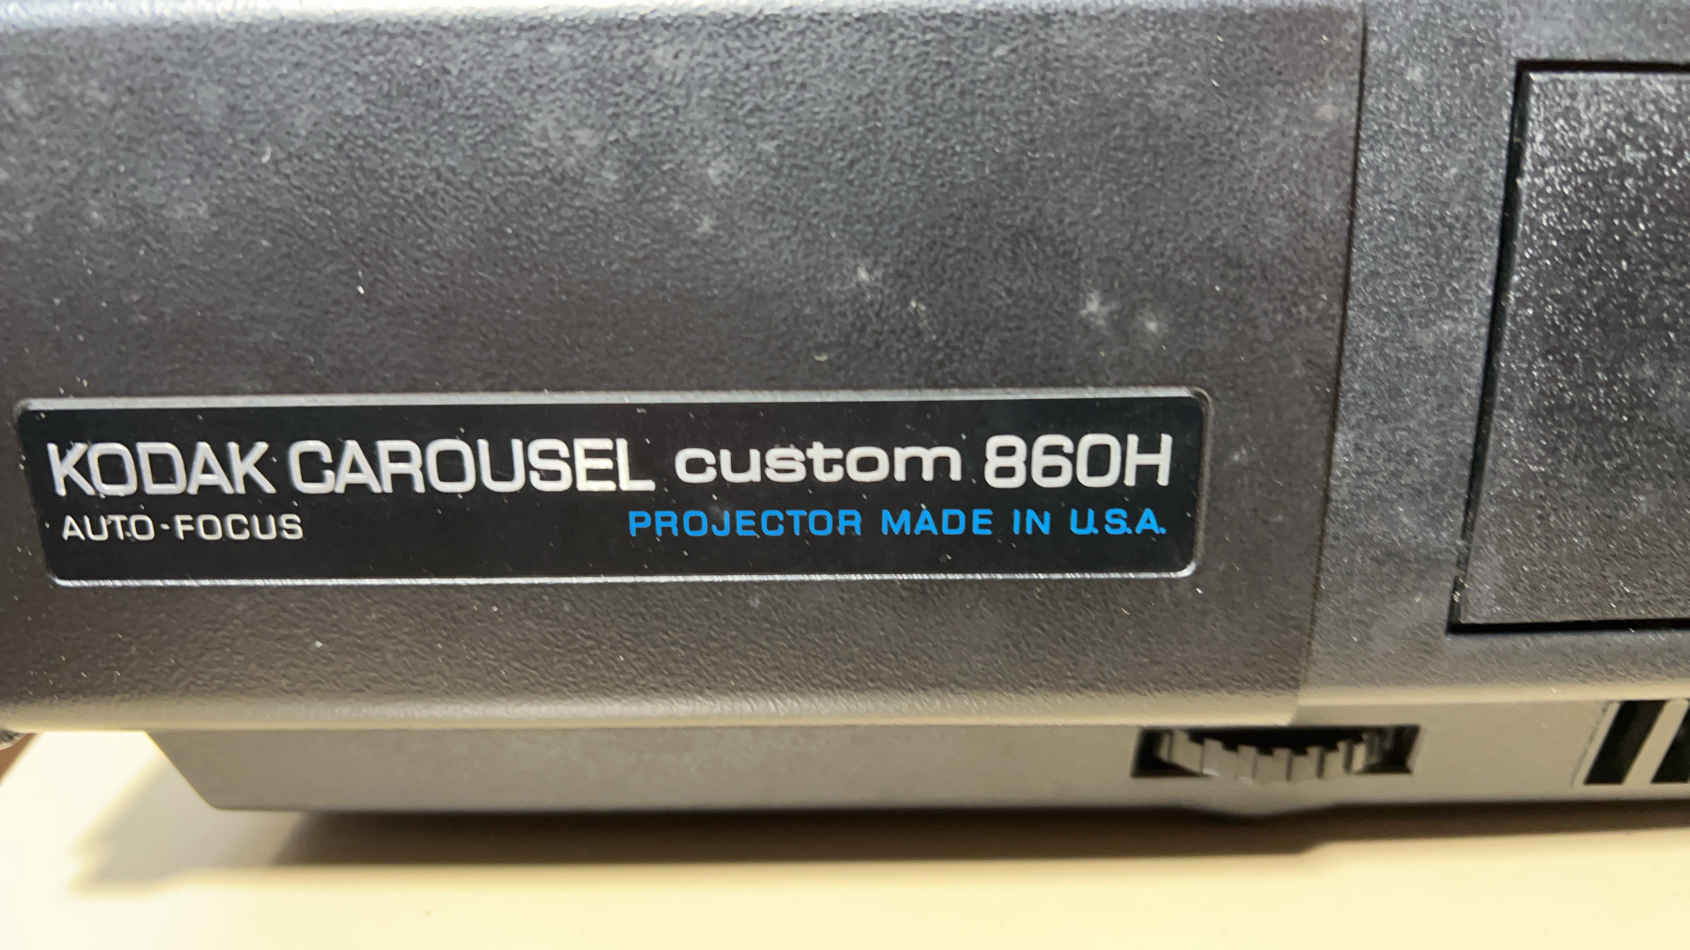 KODAK CAROUSEL custom 860H
AUTO-FOCUS PROJECTOR MADE IN U.S.A.